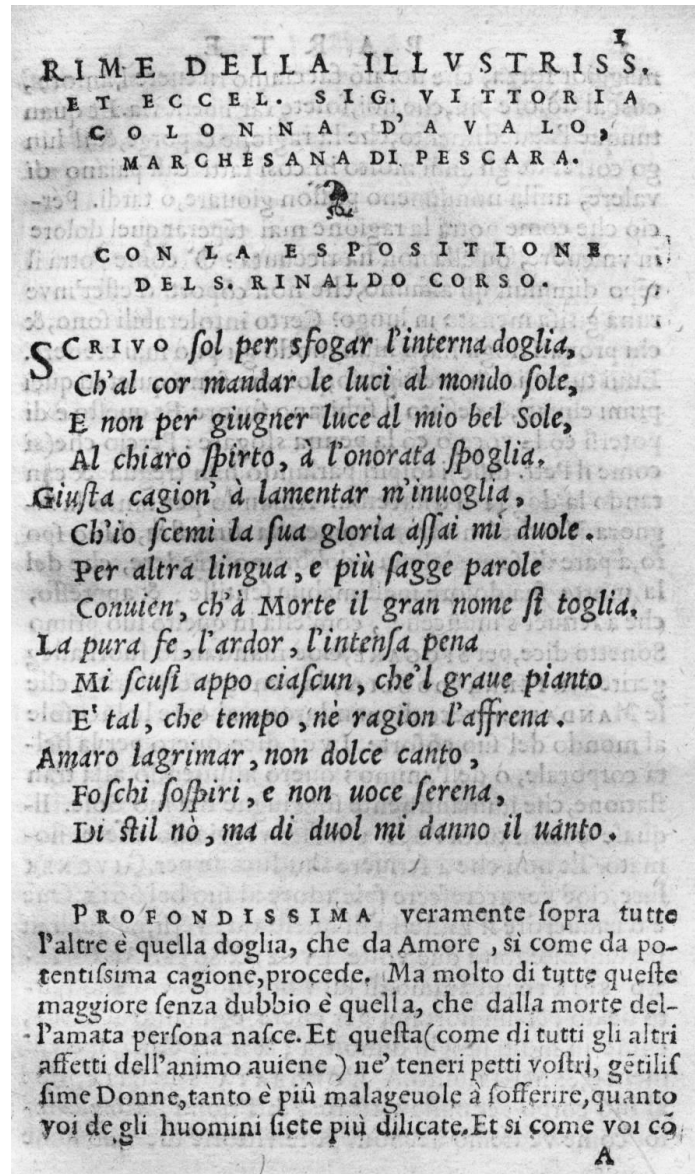 1
RIME DELLA ILLVSTRISS.
ET ECCEL. SIG. VITTORIA
COLONNA D'AVALO,
MARCHESANA DI PESCARA.
CON LA ESPOSITIONE
DEL S. RINALDO CORSO.
SCRIVO ſol per sfogar l'interna doglia,
Ch'al cor mandar le luci al mondo ſole,
E non per giugner luce al mio bel Sole,
Al chiaro ſpirto, à l'onorata ſpoglia.
Giuſta cagion' à lamentar m'inuoglia,
Ch'io ſcemi la ſua gloria aſſai mi duole.
Per altra lingua, e più ſagge parole
Conuien, ch'à Morte il gran nome ſi toglia.
La pura fe, l'ardor, l'intenſa pena
Mi ſcuſi appo ciaſcun, che'l graue pianto
E' tal, che tempo, nè ragion l'affrena.
Amaro lagrimar, non dolce canto,
Foſchi ſoſpiri, e non uoce ſerena,
Di ſtil nò, ma di duol mi danno il uanto.
PROFONDISSIMA veramente ſopra tutte
l'altre è quella doglia, che da Amore, sì come da po-
tentiſsima cagione, procede. Ma molto di tutte queſte
maggiore ſenza dubbio è quella, che dalla morte del-
l'amata perſona naſce. Et queſta (come di tutti gli altri
affetti dell'animo auiene) ne' teneri petti voſtri, gẽtiliſ
ſime Donne, tanto è più malageuole à ſofferire, quanto
voi de gli huomini ſiete più dilicate. Et sì come voi cõ
A